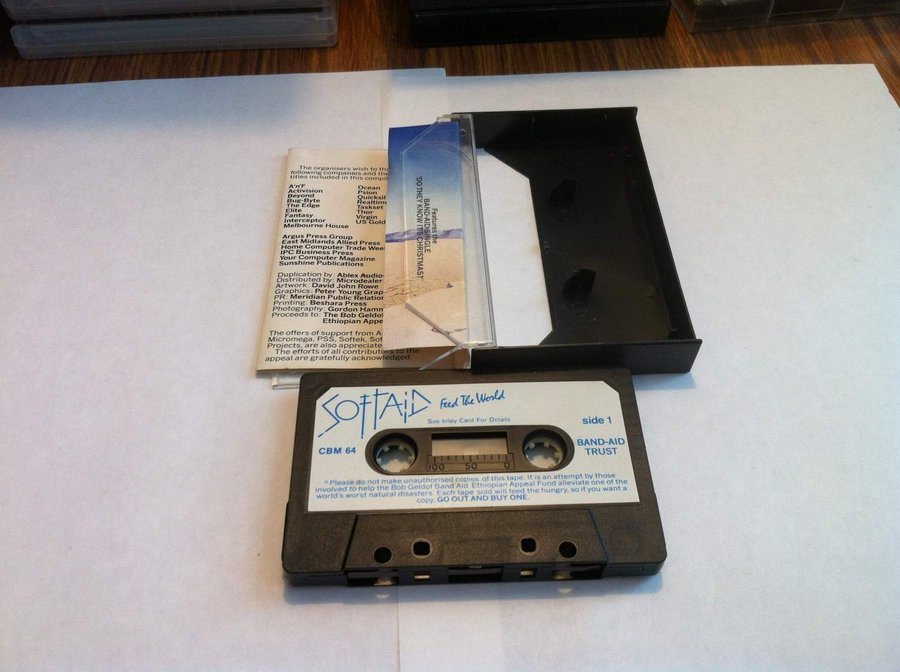 The organisers wish to
following companies and the
titles included in this
A'n'F
Activision
Beyond
Bug-Byte
The Edge
Elite
Fantasy
Interceptor
Melbourne House
Ocean
Psion
Quicksil
Realtime
Taskset
Thor
Virgin
US Gold
Argus Press Group
East Midlands Allied Press
Home Computer Trade Wee
IPC Business Press
Your Computer Magazine
Sunshine Publications
Duplication by: Ablex Audio
Distributed by: Microdealer
Artwork: David John Rowe
Graphics: Peter Young Grap
PR: Meridian Public Relation
Printing: Beshara Press
Photography: Gordon Hamm
Proceeds to: The Bob Geldof
Ethiopian Appe
The offers of support from A
Micromega, PSS, Softek, Sof
Projects, are also appreciate
The efforts of all contributors to the
appeal are gratefully acknowledged.
Features the
BAND-AID SINGLE
'DO THEY KNOW IT'S CHRISTMAS?'
SOFTAID Feed The World
See Inlay Card For Details
side 1
CBM 64
BAND-AID
TRUST
100 50 0
* Please do not make unauthorised copies of this tape. It is an attempt by those
involved to help the Bob Geldof Band Aid Ethiopian Appeal Fund alleviate one of the
world's worst natural disasters. Each tape sold will feed the hungry, so if you want a
copy, GO OUT AND BUY ONE.